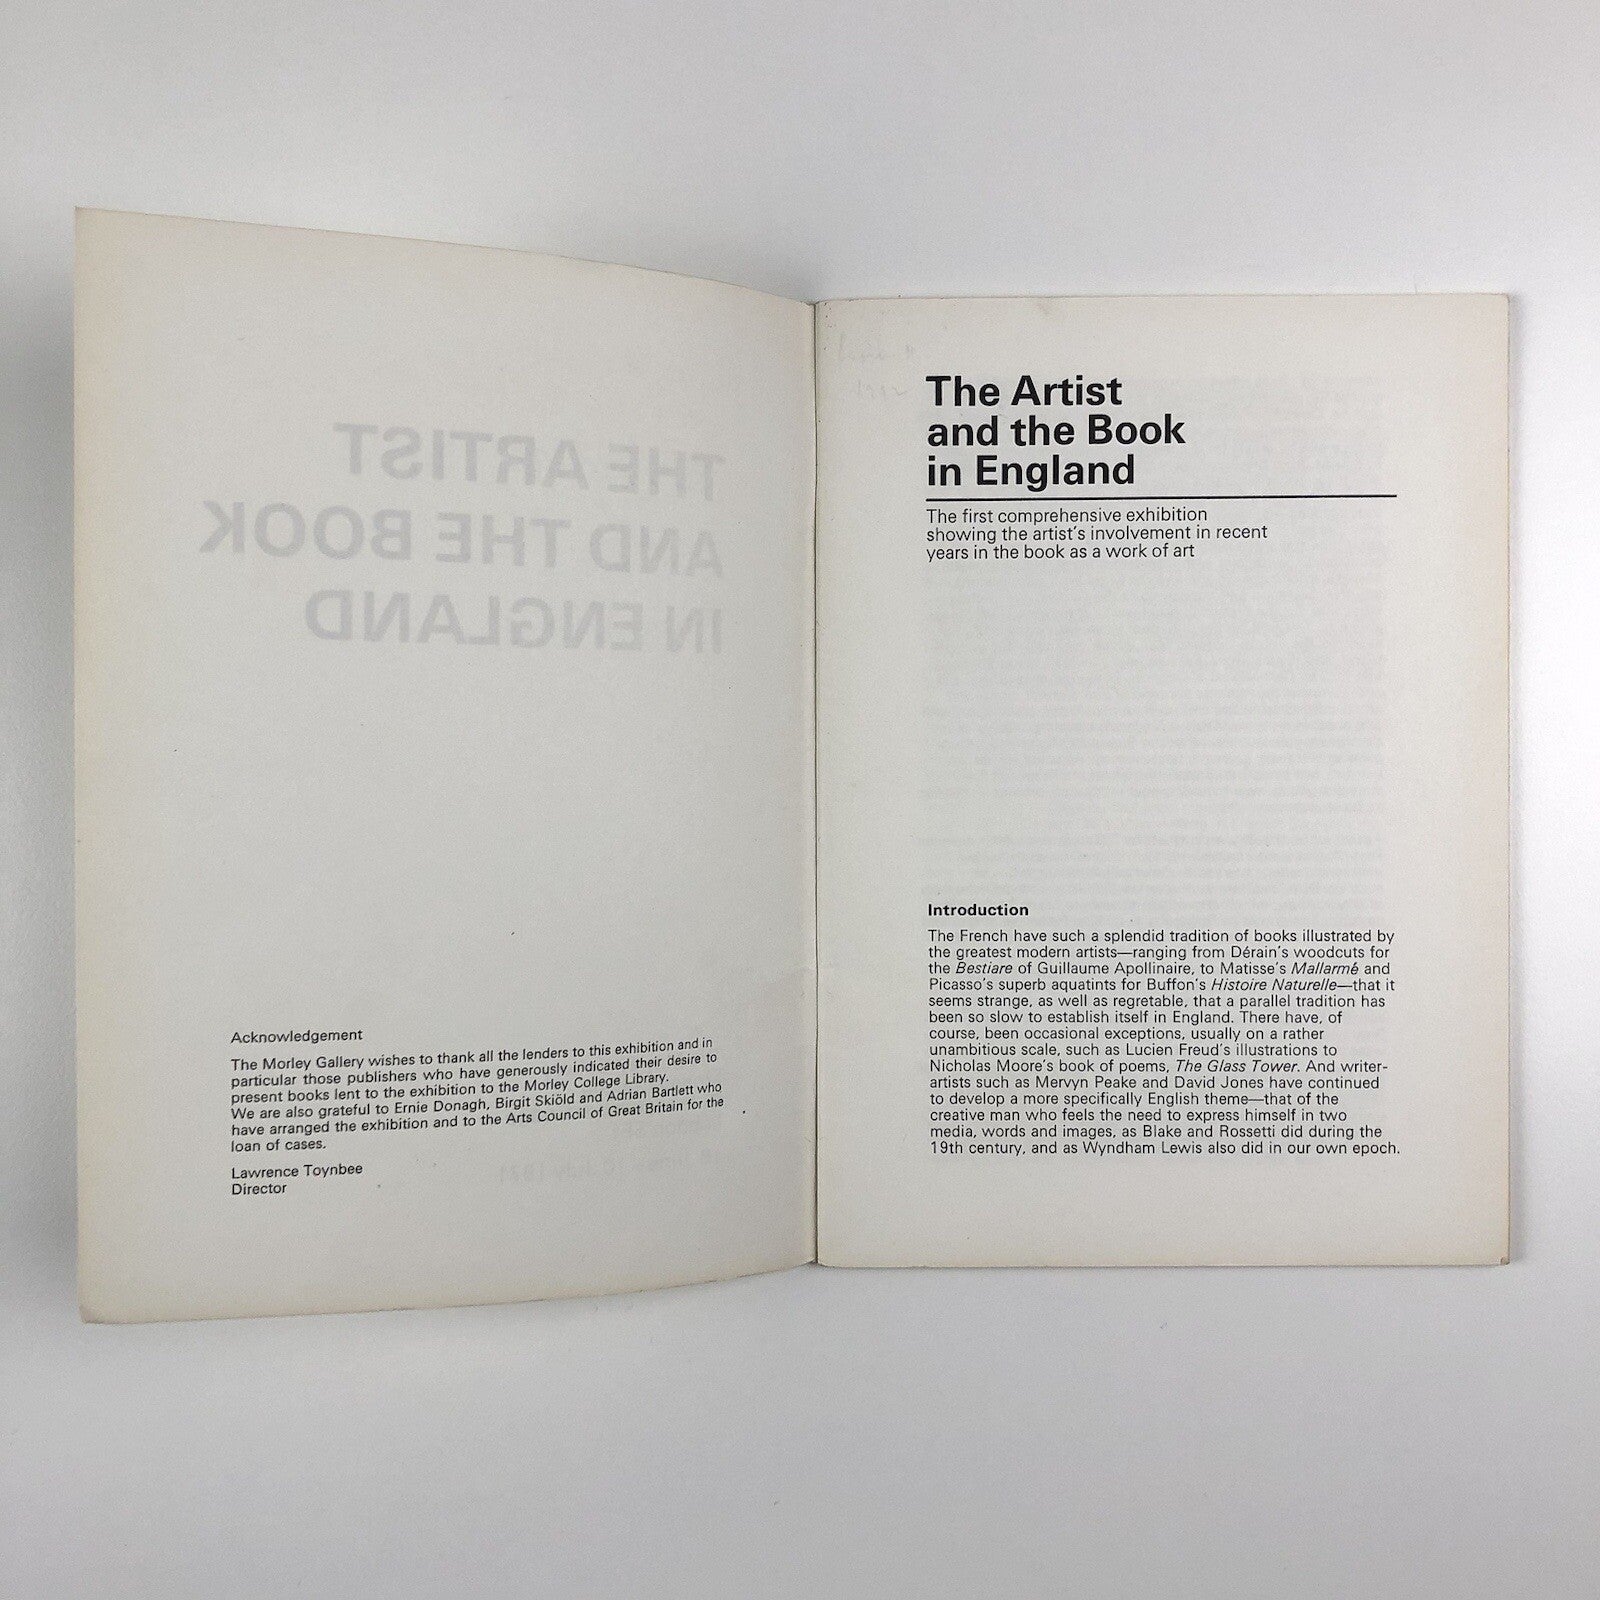 THE ARTIST
AND THE BOOK
IN ENGLAND
Acknowledgement
The Morley Gallery wishes to thank all the lenders to this exhibition and in
particular those publishers who have generously indicated their desire to
present books lent to the exhibition to the Morley College Library.
We are also grateful to Ernie Donagh, Birgit Skiöld and Adrian Bartlett who
have arranged the exhibition and to the Arts Council of Great Britain for the
loan of cases.
Lawrence Toynbee
Director
The Artist
and the Book
in England
The first comprehensive exhibition
showing the artist's involvement in recent
years in the book as a work of art
Introduction
The French have such a splendid tradition of books illustrated by
the greatest modern artists—ranging from Dérain's woodcuts for
the Bestiare of Guillaume Apollinaire, to Matisse's Mallarmé and
Picasso's superb aquatints for Buffon's Histoire Naturelle—that it
seems strange, as well as regretable, that a parallel tradition has
been so slow to establish itself in England. There have, of
course, been occasional exceptions, usually on a rather
unambitious scale, such as Lucien Freud's illustrations to
Nicholas Moore's book of poems, The Glass Tower. And writer-
artists such as Mervyn Peake and David Jones have continued
to develop a more specifically English theme—that of the
creative man who feels the need to express himself in two
media, words and images, as Blake and Rossetti did during the
19th century, and as Wyndham Lewis also did in our own epoch.